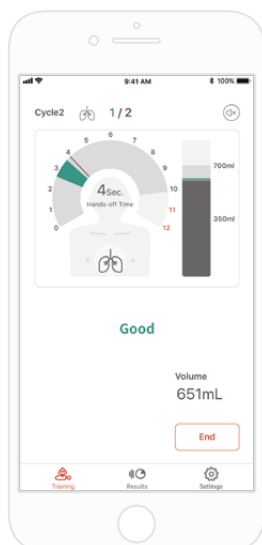 9:41 AM
100%
Cycle2
1 / 2
0
1
2
3
4
5
6
7
8
9
10
11
12
4Sec.
Hands-off Time
700ml
350ml
Good
Volume
651mL
End
Training
Results
Settings